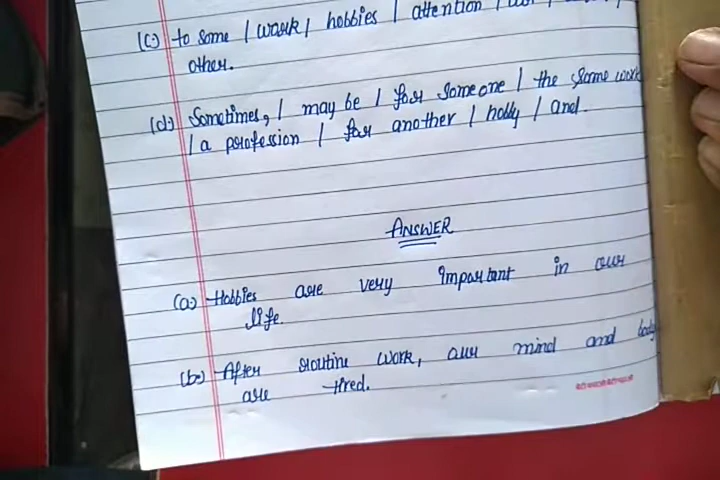 (c) to some | work | hobbies | attention |
other.
(d) Sometimes, | may be | for someone | the same work
| a profession | for another | hobby | and
ANSWER
(a) Hobbies are very important in our
life.
(b) After routine work, our mind and body
are tired.